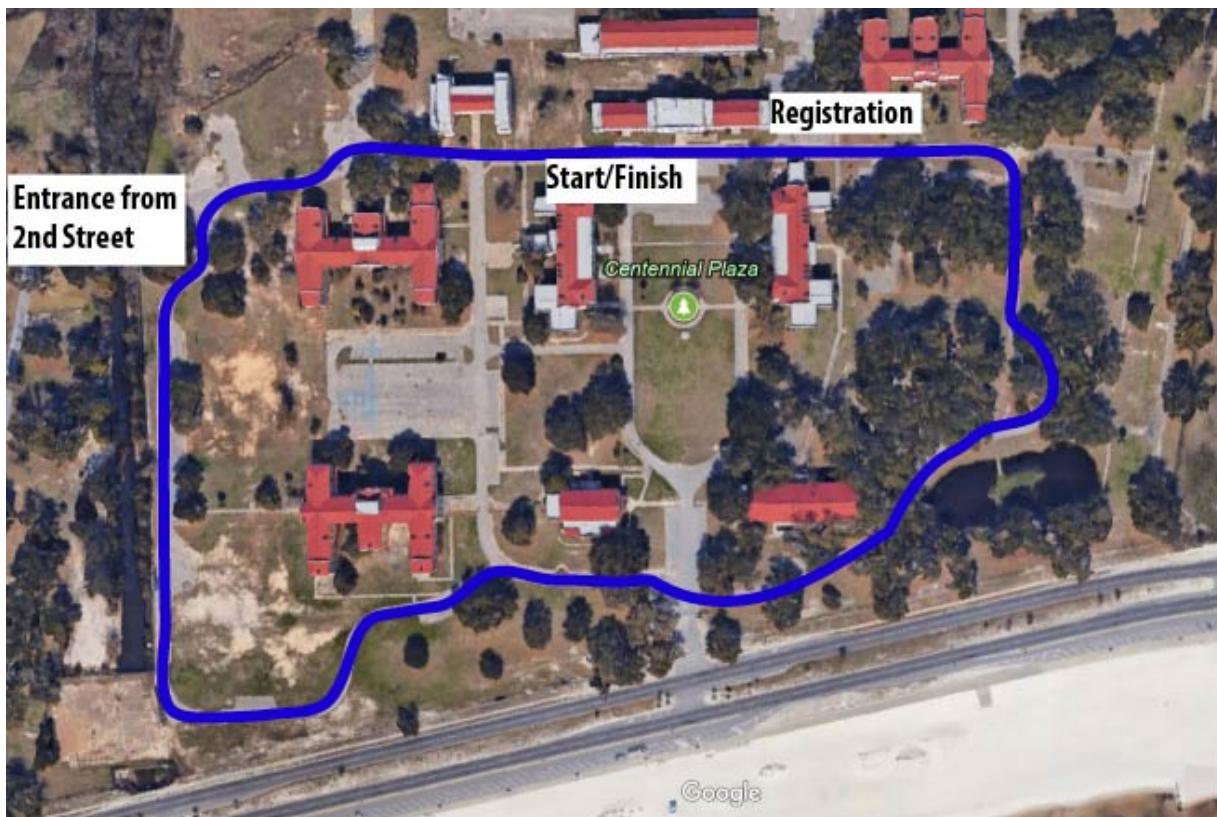 Registration
Start/Finish
Entrance from
2nd Street
Centennial Plaza
Google